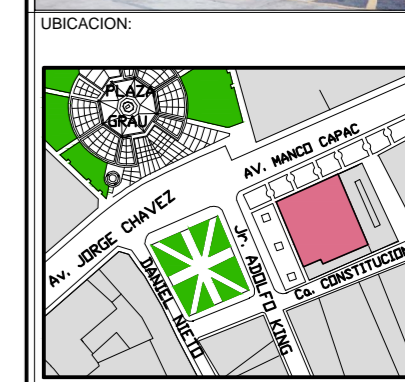 UBICACION:
PLAZA
GRAU
AV. MANCO CAPAC
AV. JORGE CHAVEZ
DANIEL NIETO
Jr. ADOLFO KING
Ca. CONSTITUCION